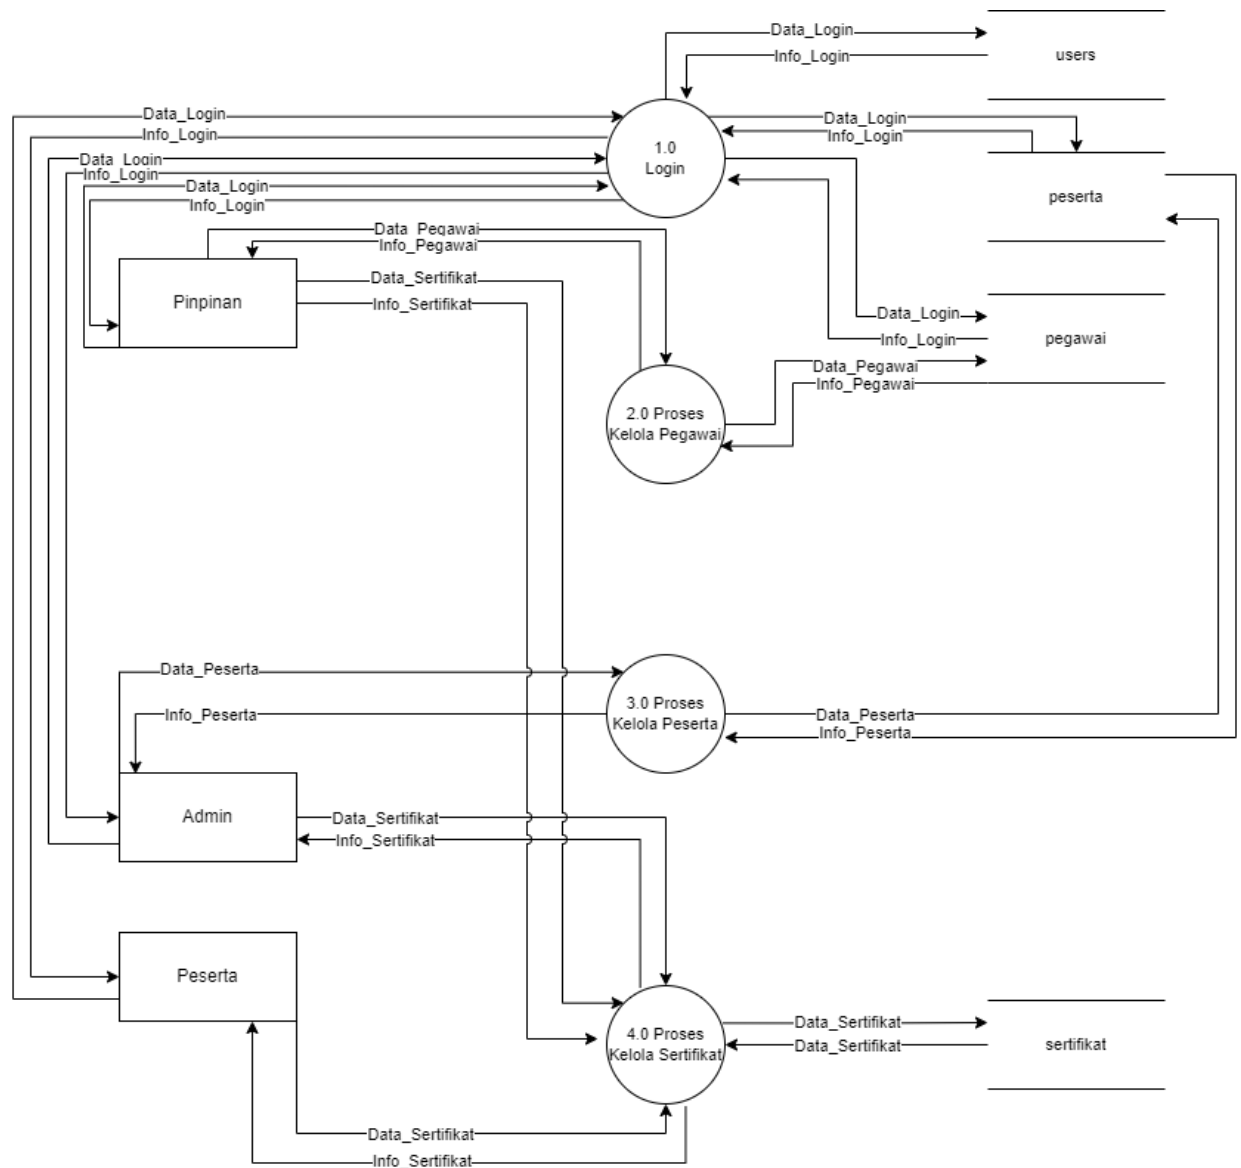 Data_Login
users
Info_Login
Data_Login
Data_Login
Info_Login
Info_Login
1.0
Login
Data_Login
Info_Login
Data_Login
Info_Login
peserta
Data_Pegawai
Info_Pegawai
Data_Sertifikat
Pinpinan
Info_Sertifikat
Data_Login
Info_Login
pegawai
Data_Pegawai
Info_Pegawai
2.0 Proses
Kelola Pegawai
Data_Peserta
3.0 Proses
Kelola Peserta
Info_Peserta
Data_Peserta
Info_Peserta
Admin
Data_Sertifikat
Info_Sertifikat
Peserta
4.0 Proses
Kelola Sertifikat
Data_Sertifikat
Data_Sertifikat
sertifikat
Data_Sertifikat
Info_Sertifikat